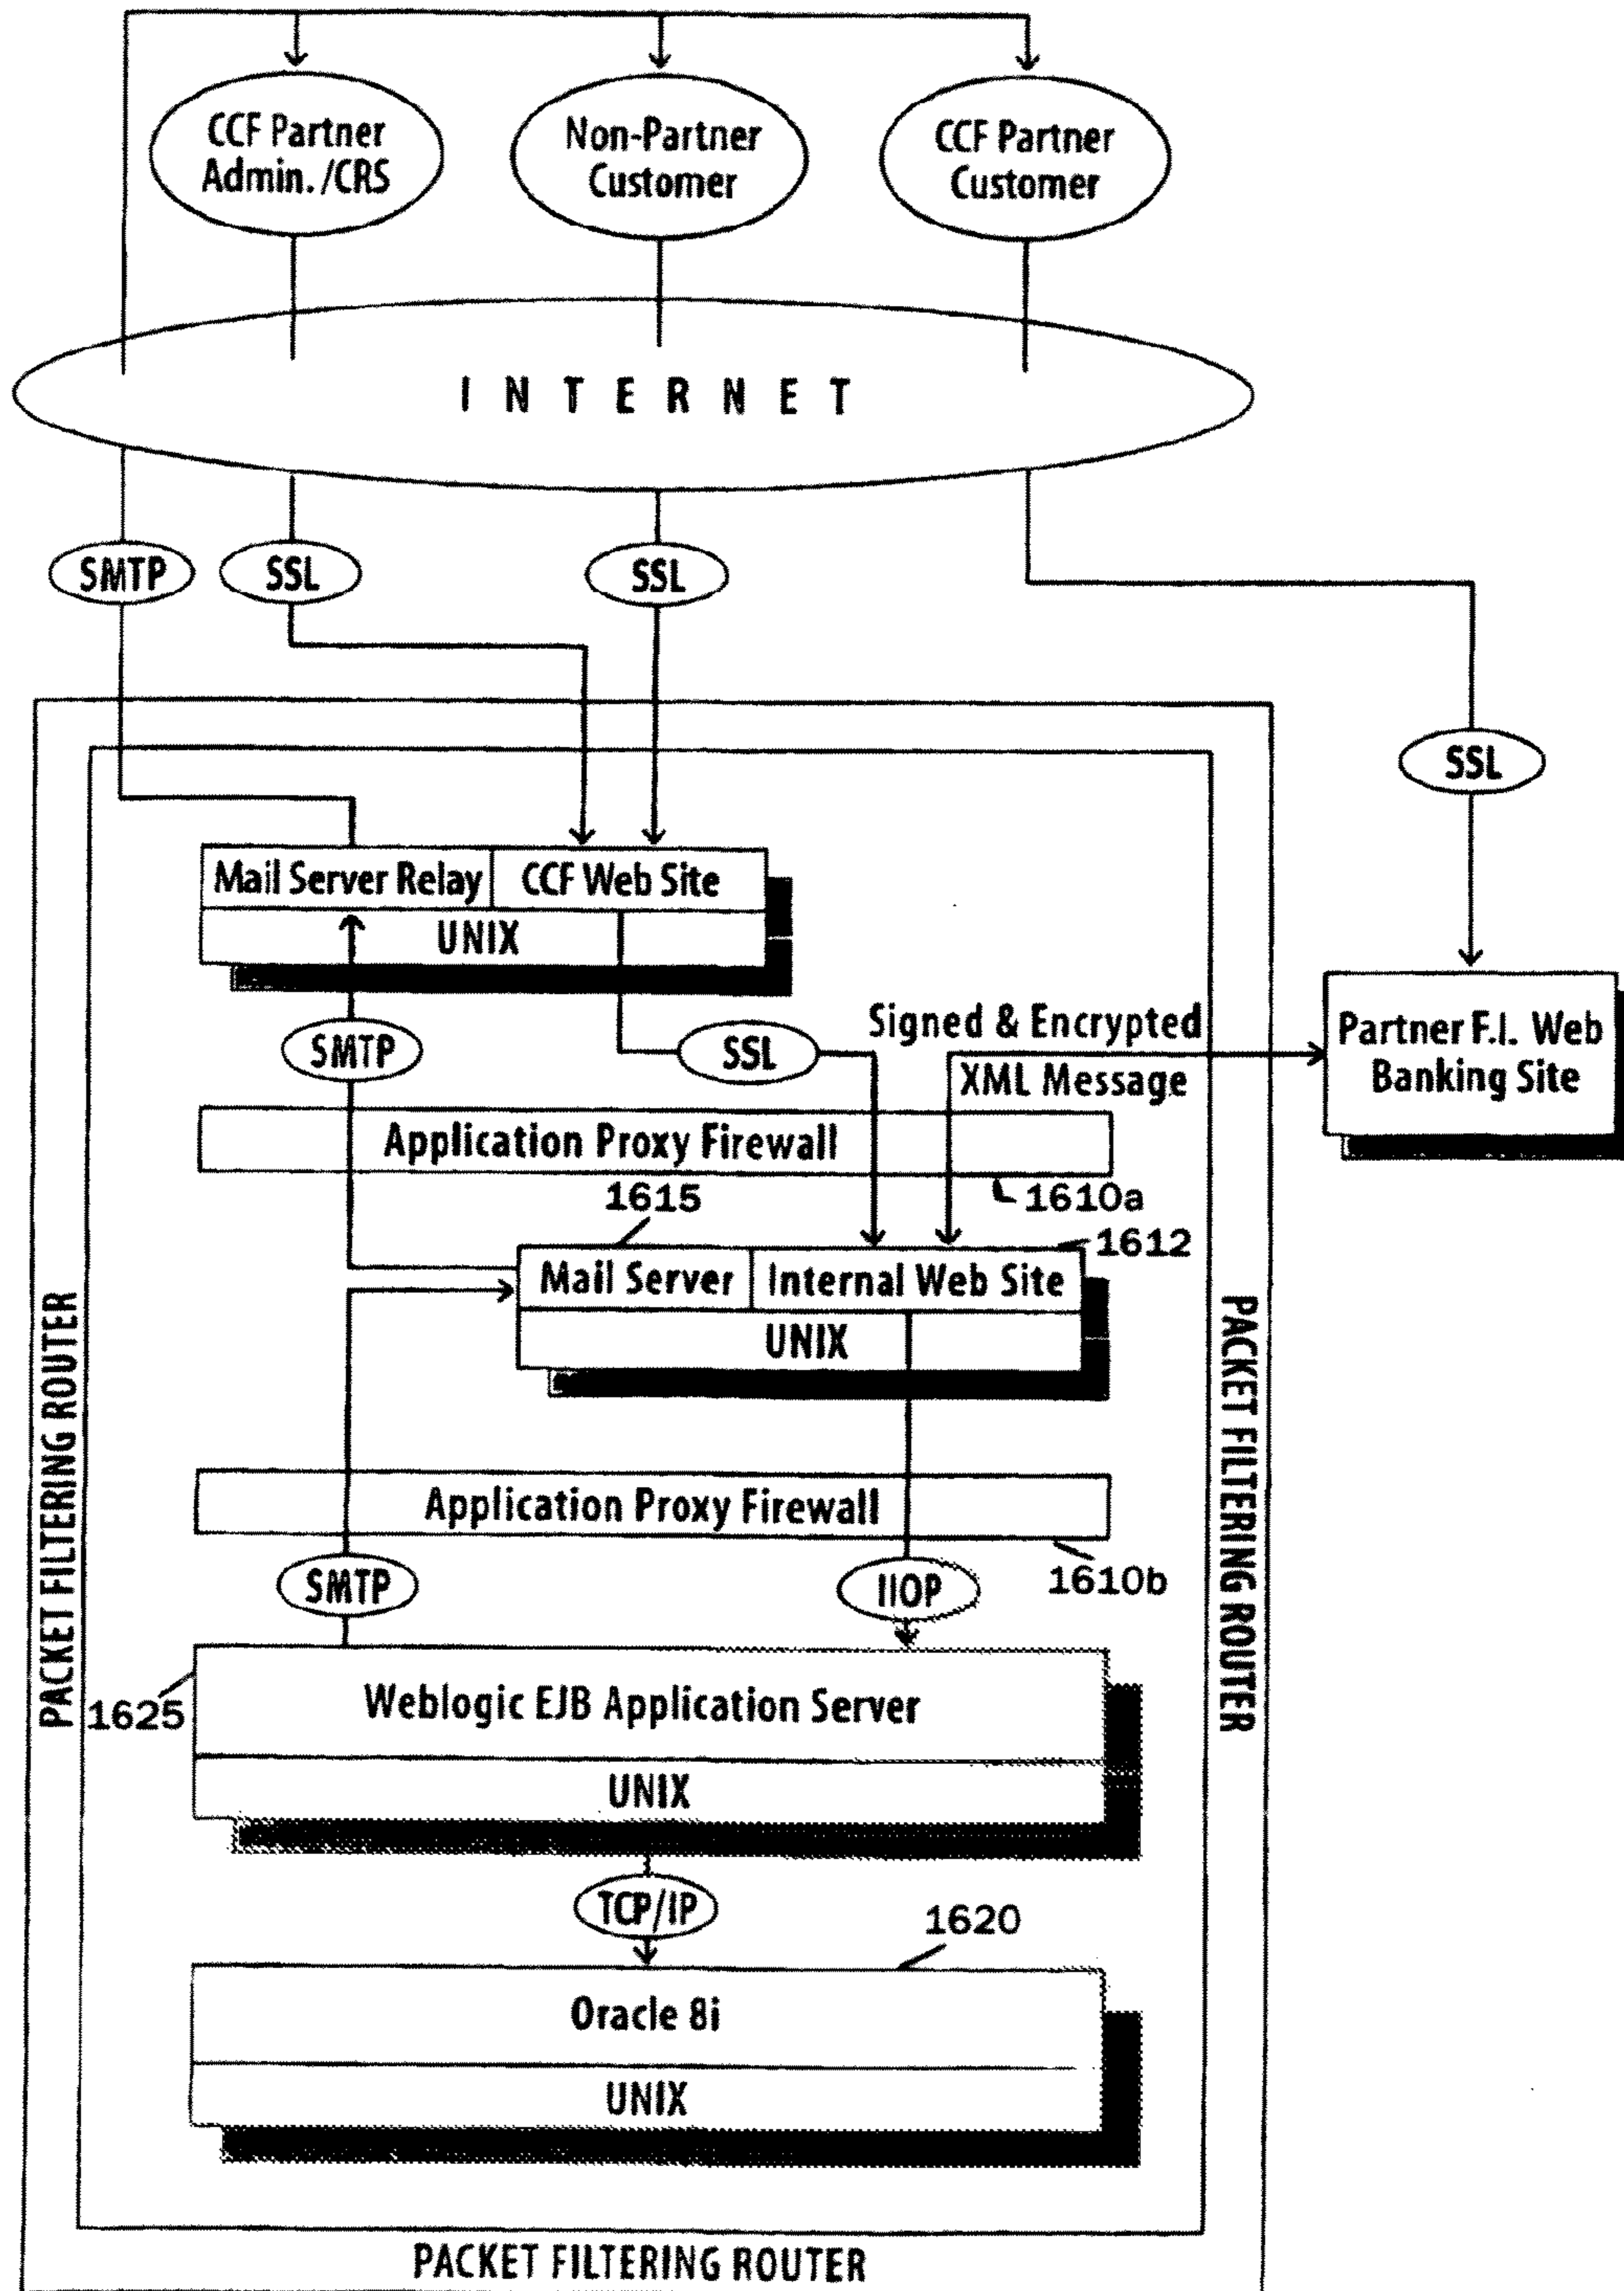 CCF Partner
Admin./CRS
Non-Partner
Customer
CCF Partner
Customer
INTERNET
SMTP
SSL
SSL
SSL
Mail Server Relay
CCF Web Site
UNIX
SMTP
SSL
Signed & Encrypted
XML Message
Partner F.I. Web
Banking Site
Application Proxy Firewall
1610a
1615
1612
Mail Server
Internal Web Site
UNIX
PACKET FILTERING ROUTER
PACKET FILTERING ROUTER
Application Proxy Firewall
1610b
SMTP
IIOP
1625
Weblogic EJB Application Server
UNIX
TCP/IP
1620
Oracle 8i
UNIX
PACKET FILTERING ROUTER